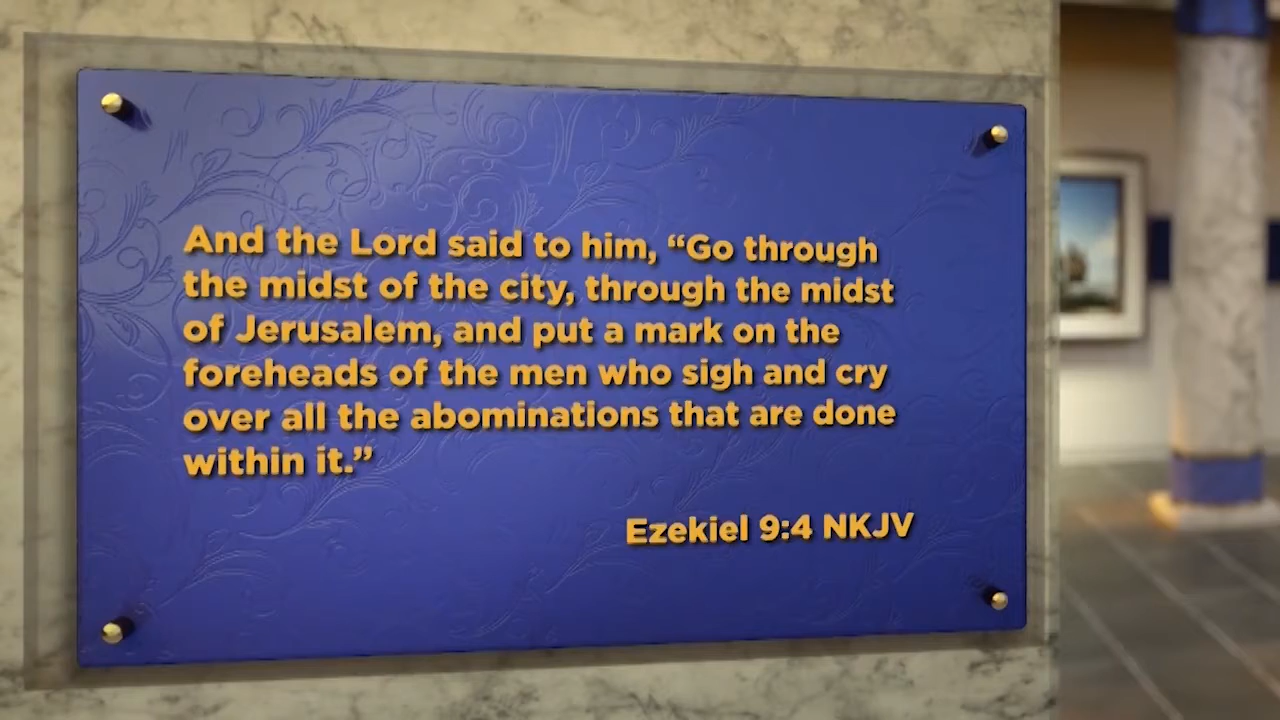 And the Lord said to him, “Go through
the midst of the city, through the midst
of Jerusalem, and put a mark on the
foreheads of the men who sigh and cry
over all the abominations that are done
within it.”
Ezekiel 9:4 NKJV